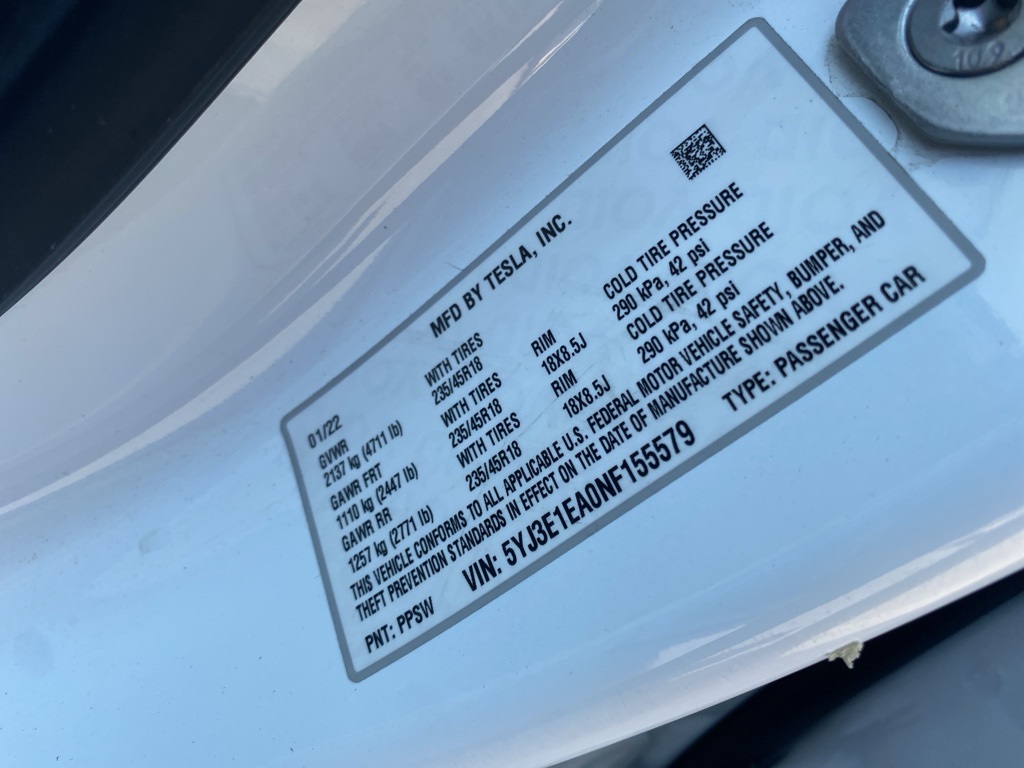 MFD BY TESLA, INC.
01/22
GVWR WITH TIRES RIM COLD TIRE PRESSURE
2137 kg (4711 lb) 235/45R18 18X8.5J 290 kPa, 42 psi
GAWR FRT WITH TIRES RIM COLD TIRE PRESSURE
1110 kg (2447 lb) 235/45R18 18X8.5J 290 kPa, 42 psi
GAWR RR WITH TIRES
1257 kg (2771 lb) 235/45R18
THIS VEHICLE CONFORMS TO ALL APPLICABLE U.S. FEDERAL MOTOR VEHICLE SAFETY, BUMPER, AND
THEFT PREVENTION STANDARDS IN EFFECT ON THE DATE OF MANUFACTURE SHOWN ABOVE.
PNT: PPSW VIN: 5YJ3E1EA0NF155579 TYPE: PASSENGER CAR
10.9